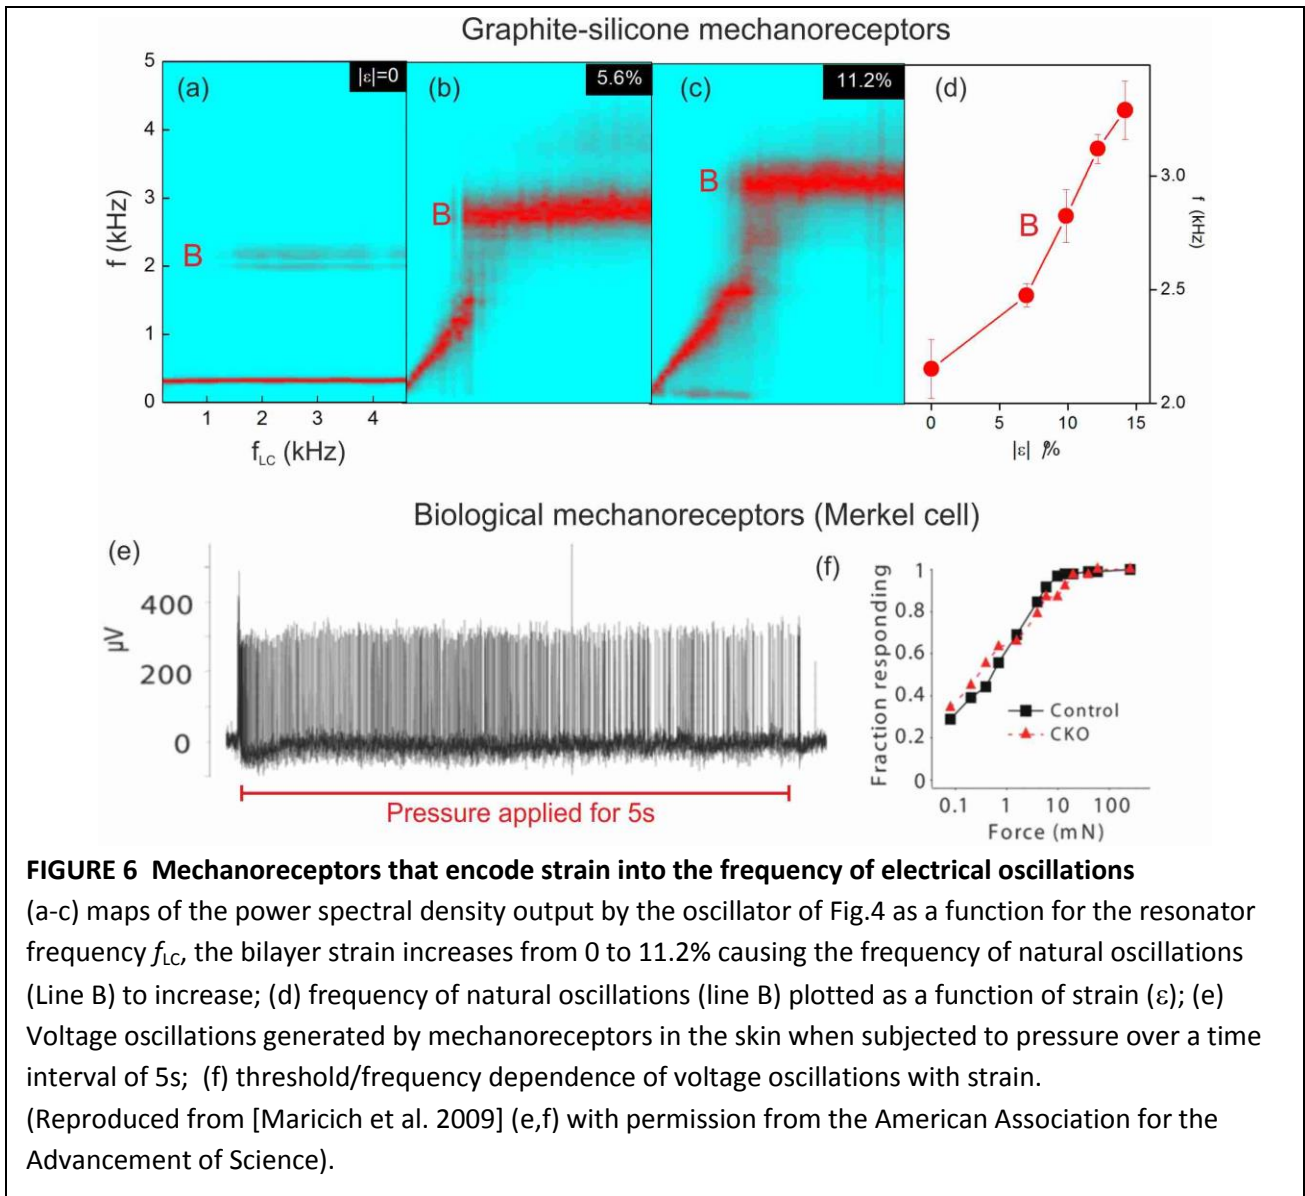 Graphite-silicone mechanoreceptors
(a) |ε|=0
(b) 5.6%
(c) 11.2%
(d)
5
4
3
2
1
0
f (kHz)
B
B
B
B
1 2 3 4
f_LC (kHz)
3.0
2.5
2.0
f (kHz)
0 5 10 15
|ε| /%
Biological mechanoreceptors (Merkel cell)
(e)
400
200
0
µV
Pressure applied for 5s
(f)
1
0.8
0.6
0.4
0.2
0
Fraction responding
Control
CKO
0.1 1 10 100
Force (mN)
FIGURE 6 Mechanoreceptors that encode strain into the frequency of electrical oscillations
(a-c) maps of the power spectral density output by the oscillator of Fig.4 as a function for the resonator
frequency f_LC, the bilayer strain increases from 0 to 11.2% causing the frequency of natural oscillations
(Line B) to increase; (d) frequency of natural oscillations (line B) plotted as a function of strain (ε); (e)
Voltage oscillations generated by mechanoreceptors in the skin when subjected to pressure over a time
interval of 5s; (f) threshold/frequency dependence of voltage oscillations with strain.
(Reproduced from [Maricich et al. 2009] (e,f) with permission from the American Association for the
Advancement of Science).